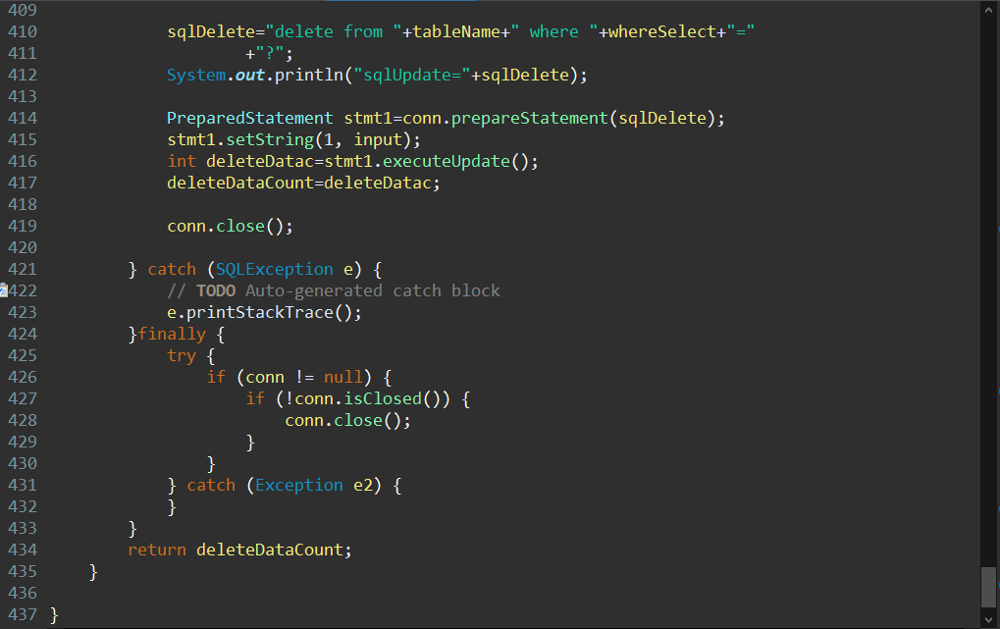 409
410 sqlDelete="delete from "+tableName+" where "+whereSelect+"="
411 +"?";
412 System.out.println("sqlUpdate="+sqlDelete);
413
414 PreparedStatement stmt1=conn.prepareStatement(sqlDelete);
415 stmt1.setString(1, input);
416 int deleteDatac=stmt1.executeUpdate();
417 deleteDataCount=deleteDatac;
418
419 conn.close();
420
421 } catch (SQLException e) {
422 // TODO Auto-generated catch block
423 e.printStackTrace();
424 }finally {
425 try {
426 if (conn != null) {
427 if (!conn.isClosed()) {
428 conn.close();
429 }
430 }
431 } catch (Exception e2) {
432 }
433 }
434 return deleteDataCount;
435 }
436
437 }